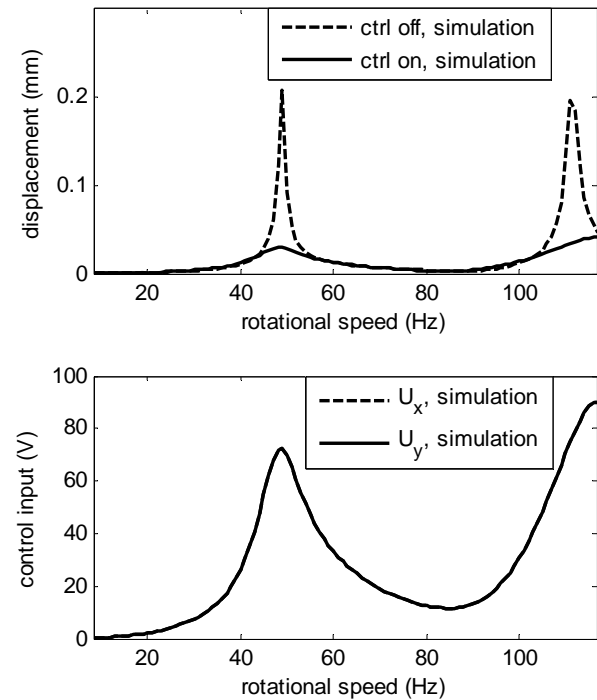 ctrl off, simulation
ctrl on, simulation
0.2
0.1
0
displacement (mm)
20 40 60 80 100
rotational speed (Hz)
100
80
60
40
20
0
control input (V)
U_x, simulation
U_y, simulation
20 40 60 80 100
rotational speed (Hz)